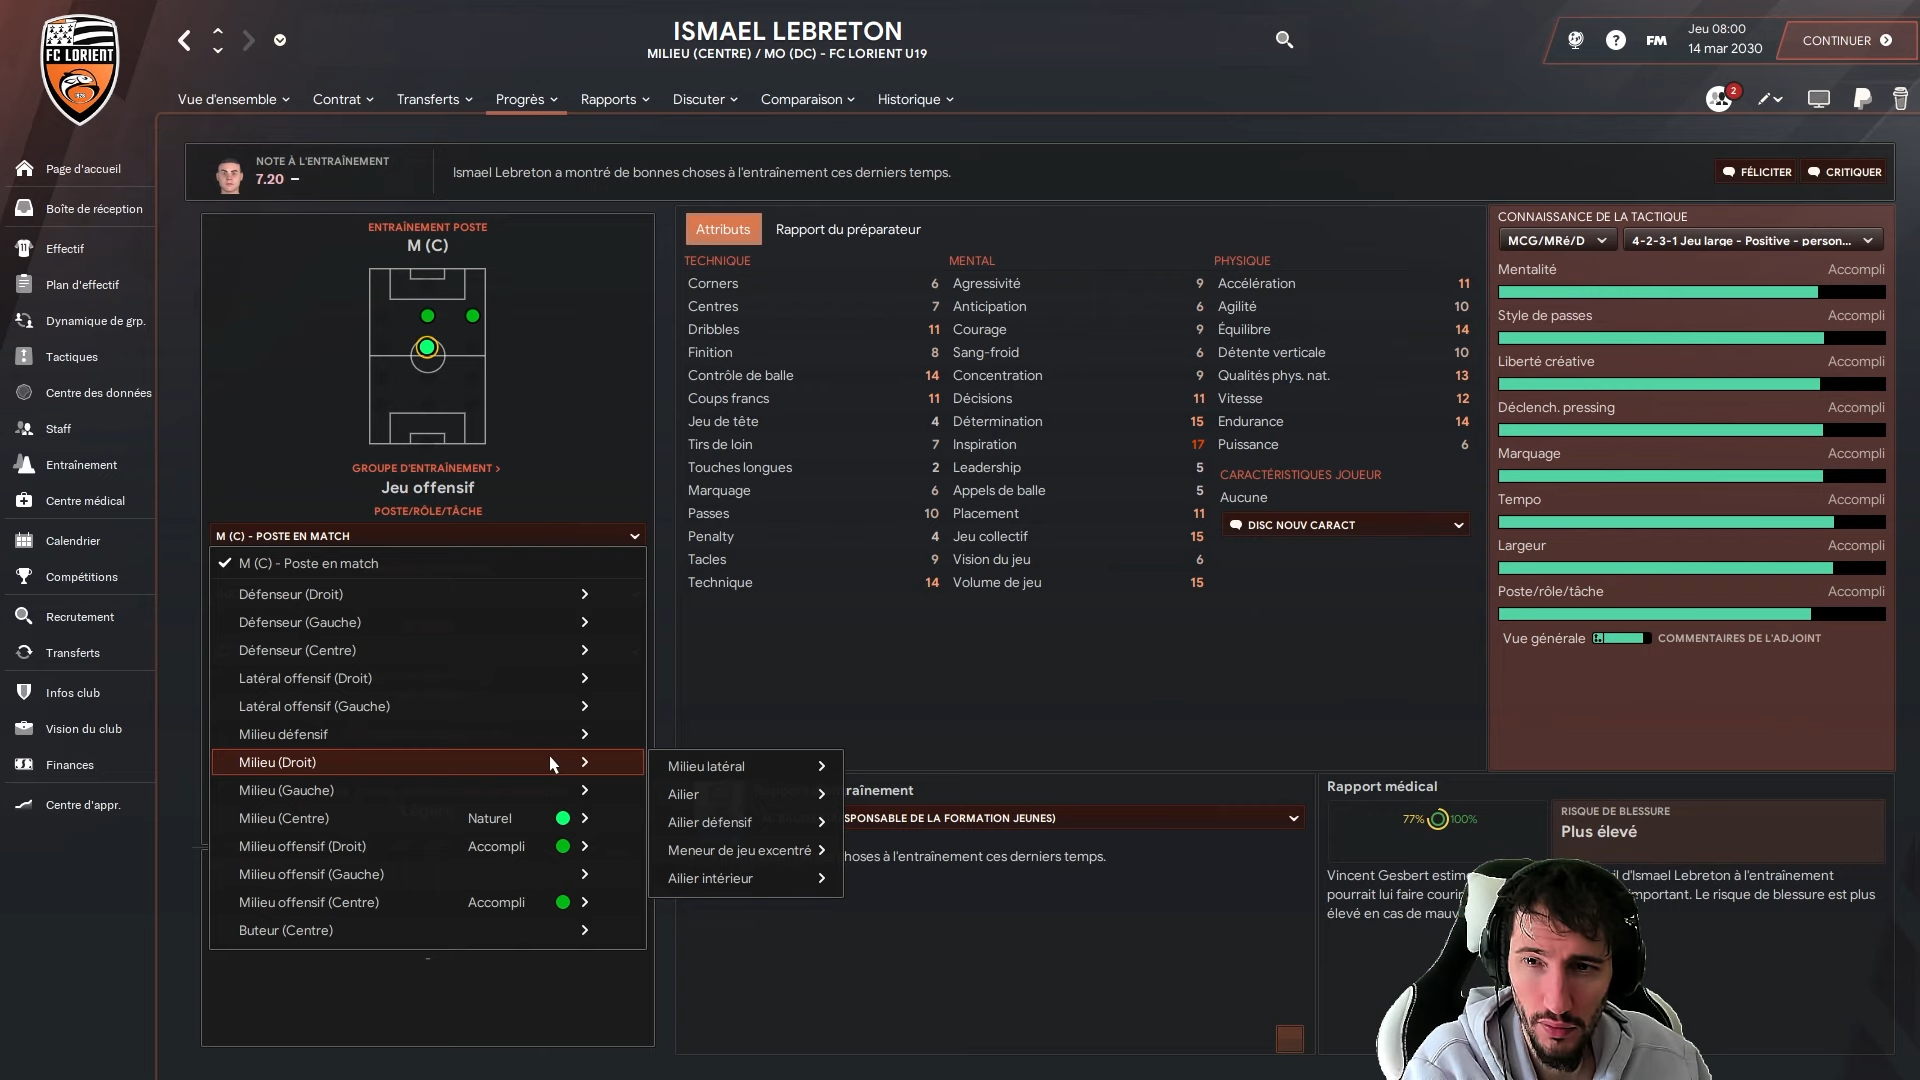 FC LORIENT
ISMAEL LEBRETON
MILIEU (CENTRE) / MO (DC) - FC LORIENT U19
FM
Jeu 08:00
14 mar 2030
CONTINUER
Vue d'ensemble
Contrat
Transferts
Progrès
Rapports
Discuter
Comparaison
Historique
2
Page d'accueil
Boîte de réception
Effectif
Plan d'effectif
Dynamique de grp.
Tactiques
Centre des données
Staff
Entraînement
Centre médical
Calendrier
Compétitions
Recrutement
Transferts
Infos club
Vision du club
Finances
Centre d'appr.
NOTE À L'ENTRAÎNEMENT
7.20 –
Ismael Lebreton a montré de bonnes choses à l'entraînement ces derniers temps.
FÉLICITER
CRITIQUER
ENTRAÎNEMENT POSTE
M (C)
GROUPE D'ENTRAÎNEMENT >
Jeu offensif
POSTE/RÔLE/TÂCHE
M (C) - POSTE EN MATCH
M (C) - Poste en match
Défenseur (Droit)
Défenseur (Gauche)
Défenseur (Centre)
Latéral offensif (Droit)
Latéral offensif (Gauche)
Milieu défensif
Milieu (Droit)
Milieu (Gauche)
Milieu (Centre) Naturel
Milieu offensif (Droit) Accompli
Milieu offensif (Gauche)
Milieu offensif (Centre) Accompli
Buteur (Centre)
Milieu latéral
Ailier
Ailier défensif
Meneur de jeu excentré
Ailier intérieur
Attributs
Rapport du préparateur
TECHNIQUE
Corners 6
Centres 7
Dribbles 11
Finition 8
Contrôle de balle 14
Coups francs 11
Jeu de tête 4
Tirs de loin 7
Touches longues 2
Marquage 6
Passes 10
Penalty 4
Tacles 9
Technique 14
MENTAL
Agressivité 9
Anticipation 6
Courage 9
Sang-froid 6
Concentration 9
Décisions 11
Détermination 15
Inspiration 17
Leadership 5
Appels de balle 5
Placement 11
Jeu collectif 15
Vision du jeu 6
Volume de jeu 15
PHYSIQUE
Accélération 11
Agilité 10
Équilibre 14
Détente verticale 10
Qualités phys. nat. 13
Vitesse 12
Endurance 14
Puissance 6
CARACTÉRISTIQUES JOUEUR
Aucune
DISC NOUV CARACT
CONNAISSANCE DE LA TACTIQUE
MCG/MRé/D
4-2-3-1 Jeu large - Positive - person...
Mentalité Accompli
Style de passes Accompli
Liberté créative Accompli
Déclench. pressing Accompli
Marquage Accompli
Tempo Accompli
Largeur Accompli
Poste/rôle/tâche Accompli
Vue générale
COMMENTAIRES DE L'ADJOINT
raînement
SPONSABLE DE LA FORMATION JEUNES)
hoses à l'entraînement ces derniers temps.
Rapport médical
77% 100%
RISQUE DE BLESSURE
Plus élevé
Vincent Gesbert estime il d'Ismael Lebreton à l'entraînement
pourrait lui faire courir important. Le risque de blessure est plus
élevé en cas de mauv